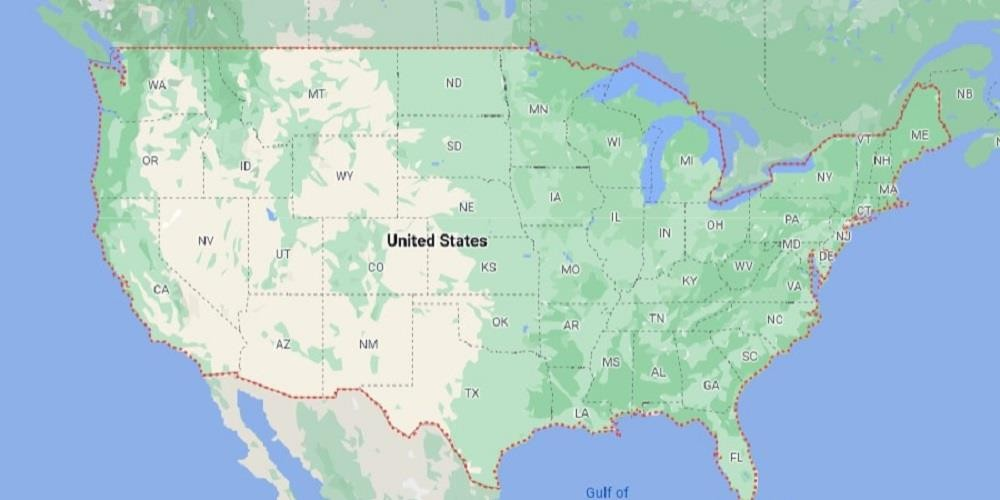 WA
MT
ND
MN
NB
ME
VT
NH
OR
ID
SD
WI
MI
WY
NY
MA
NE
IA
IL
CT
PA
OH
IN
NJ
MD
DE
NV
UT
United States
CO
KS
MO
KY
WV
VA
CA
OK
AR
TN
NC
AZ
NM
MS
AL
SC
GA
TX
LA
FL
Gulf of